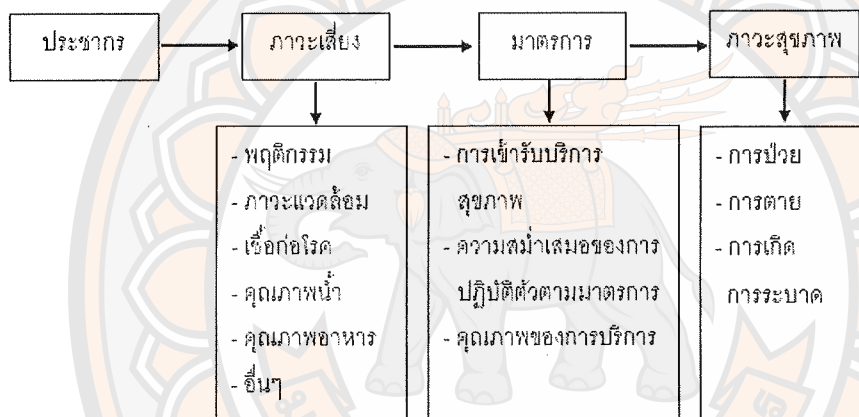 ประชากร
ภาวะเสี่ยง
มาตรการ
ภาวะสุขภาพ
- พฤติกรรม
- ภาวะแวดล้อม
- เชื้อก่อโรค
- คุณภาพน้ำ
- คุณภาพอาหาร
- อื่นๆ
- การเข้ารับบริการ
สุขภาพ
- ความสม่ำเสมอของการ
ปฏิบัติตัวตามมาตรการ
- คุณภาพของการบริการ
- การป่วย
- การตาย
- การเกิด
การระบาด